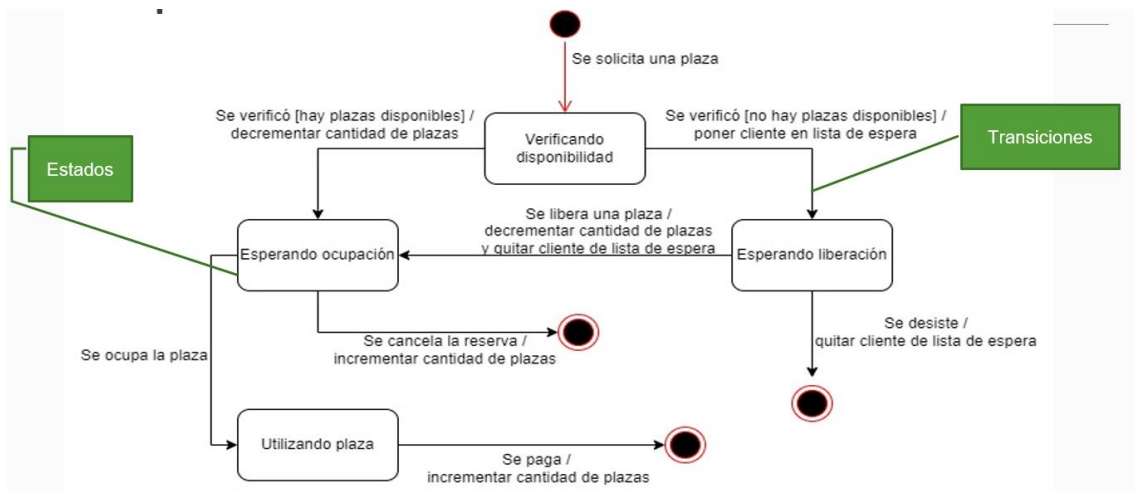 Se solicita una plaza
Se verificó [hay plazas disponibles] /
decrementar cantidad de plazas
Se verificó [no hay plazas disponibles] /
poner cliente en lista de espera
Verificando
disponibilidad
Transiciones
Estados
Se libera una plaza /
decrementar cantidad de plazas
y quitar cliente de lista de espera
Esperando ocupación
Esperando liberación
Se desiste /
quitar cliente de lista de espera
Se cancela la reserva /
incrementar cantidad de plazas
Se ocupa la plaza
Utilizando plaza
Se paga /
incrementar cantidad de plazas